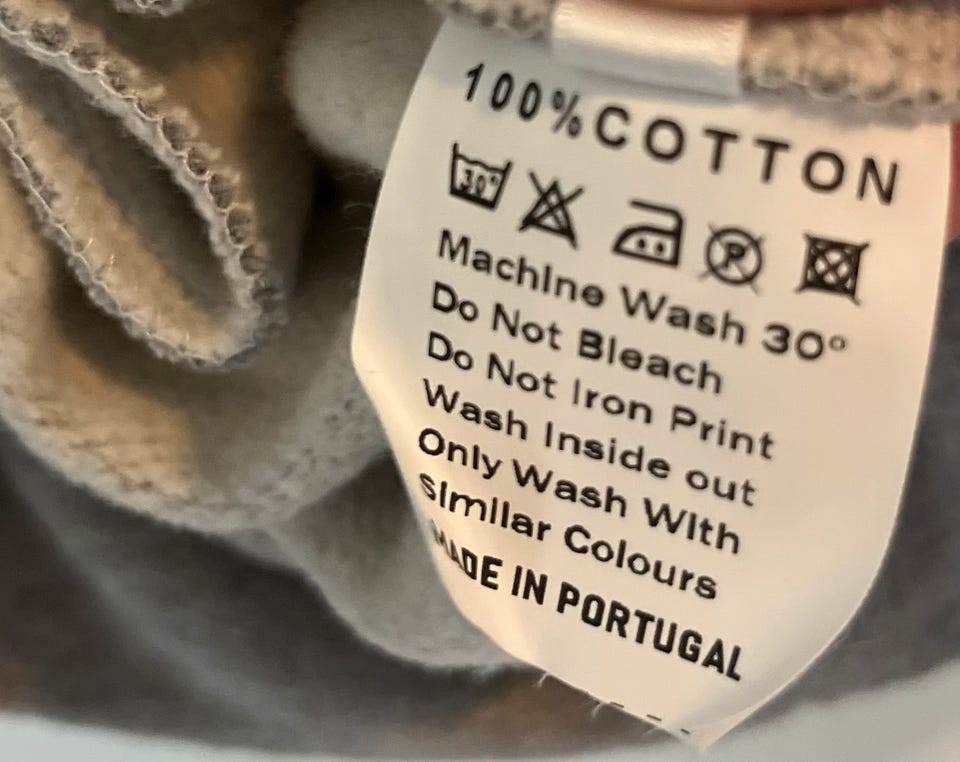 100% COTTON
30°
P
Machine Wash 30°
Do Not Bleach
Do Not Iron Print
Wash Inside out
Only Wash With
Similar Colours
MADE IN PORTUGAL